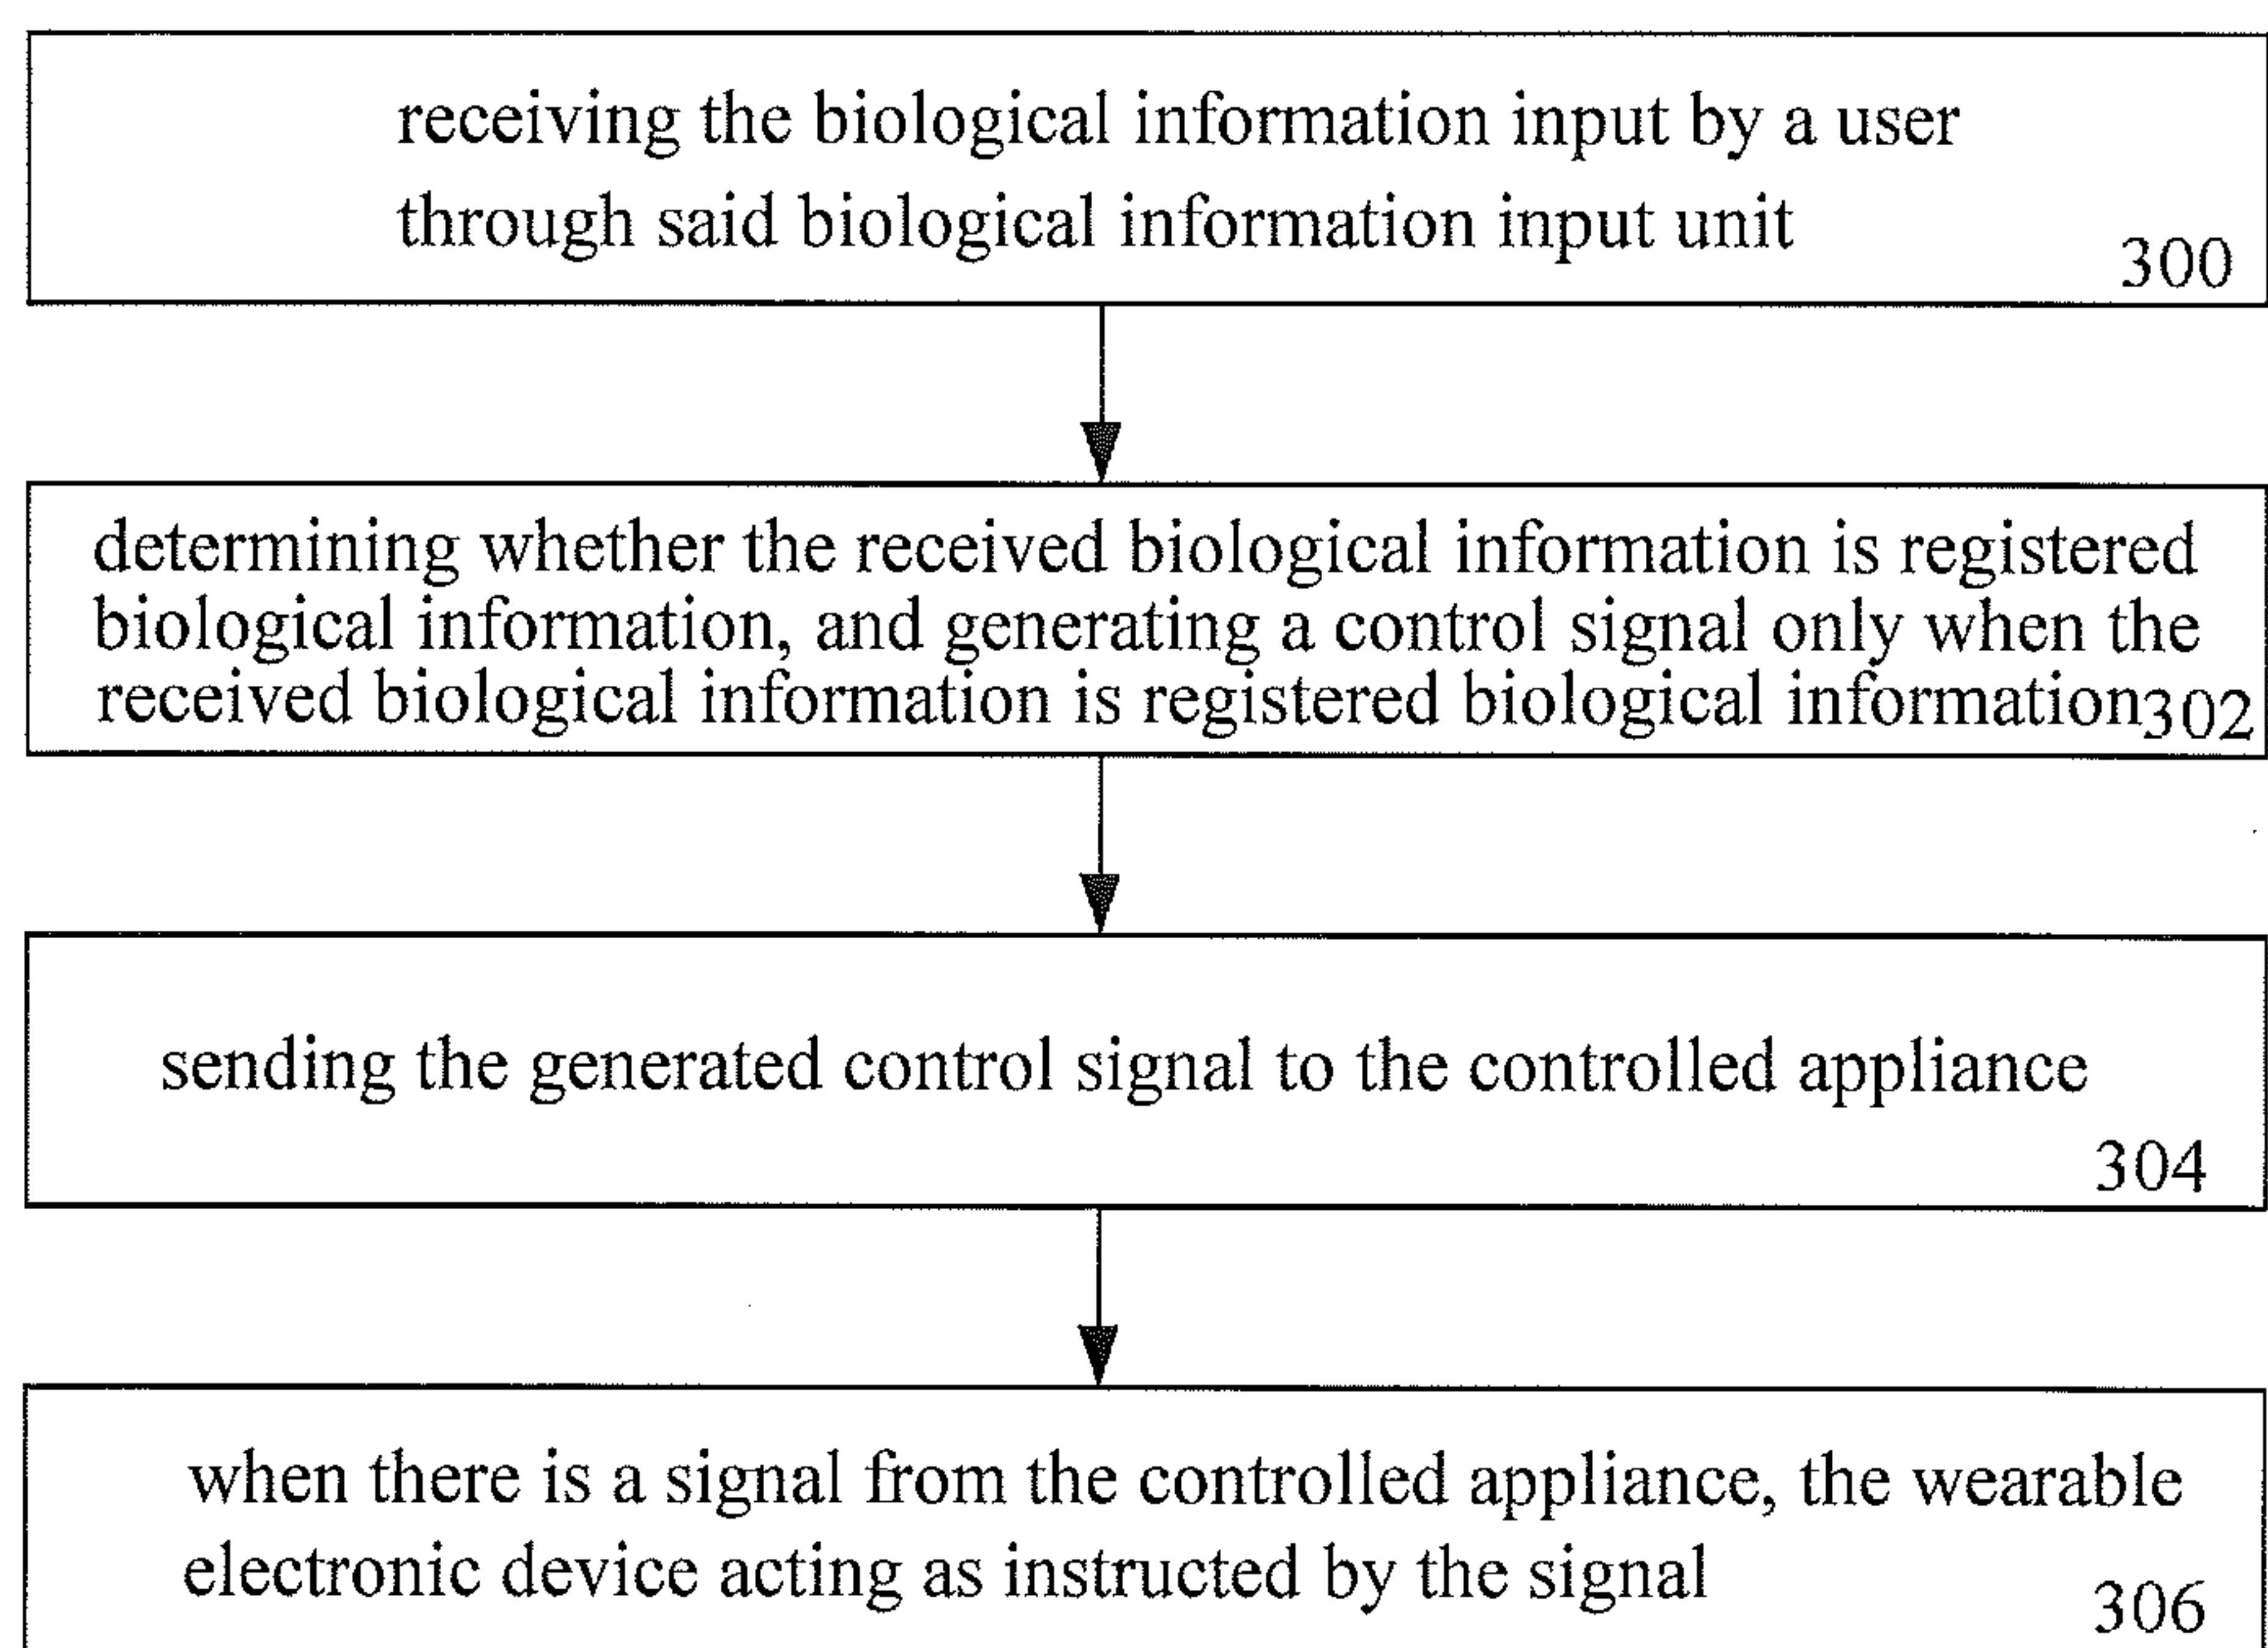 receiving the biological information input by a user
through said biological information input unit
300
determining whether the received biological information is registered
biological information, and generating a control signal only when the
received biological information is registered biological information302
sending the generated control signal to the controlled appliance
304
when there is a signal from the controlled appliance, the wearable
electronic device acting as instructed by the signal
306